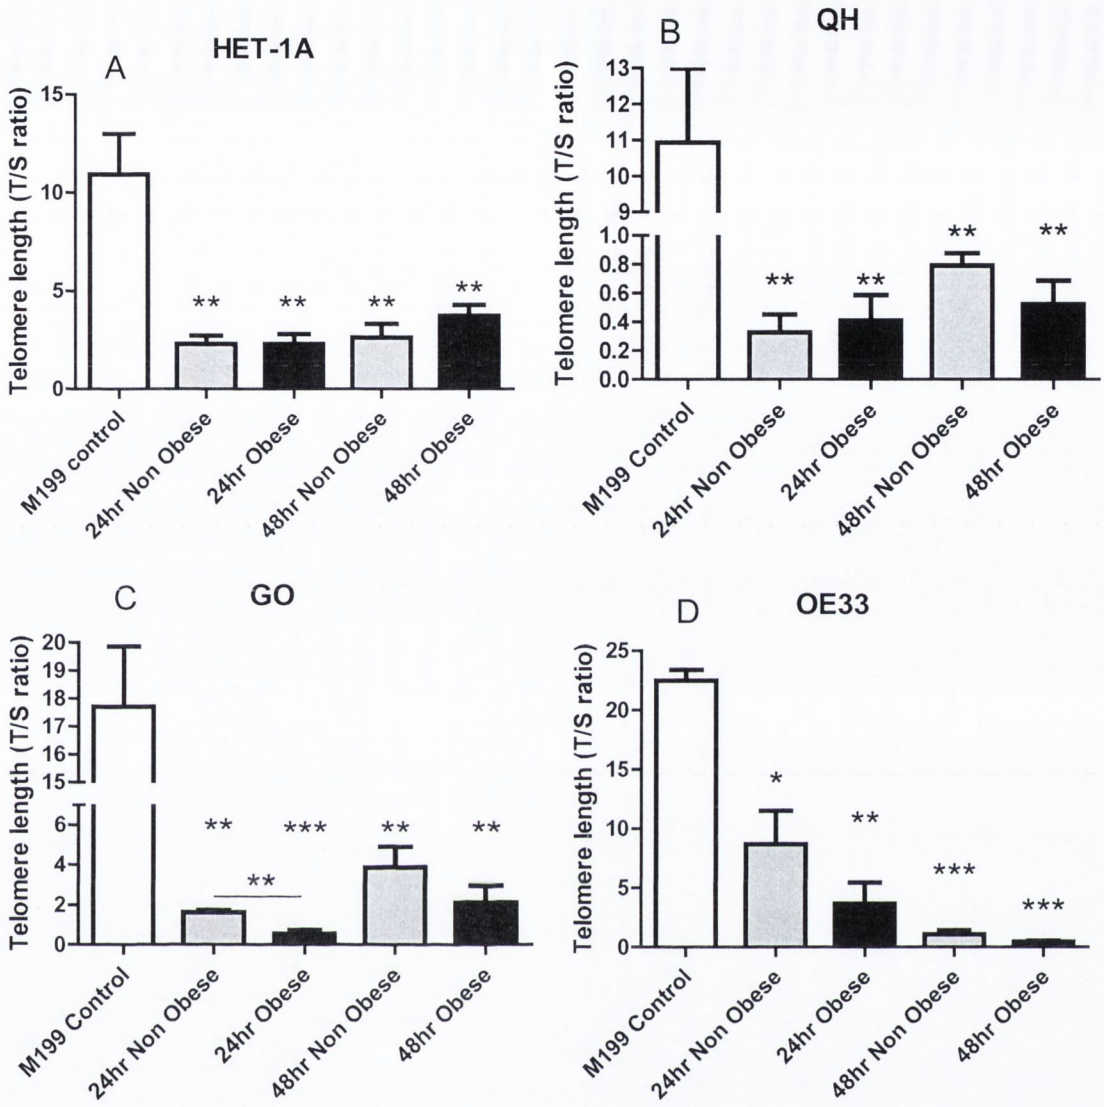 A
HET-1A
Telomere length (T/S ratio)
15
10
5
0
**
**
**
**
M199 control
24hr Non Obese
24hr Obese
48hr Non Obese
48hr Obese
B
QH
Telomere length (T/S ratio)
13
12
11
10
9
1.0
0.8
0.6
0.4
0.2
0.0
**
**
**
**
M199 Control
24hr Non Obese
24hr Obese
48hr Non Obese
48hr Obese
C
GO
Telomere length (T/S ratio)
20
19
18
17
16
15
6
4
2
0
**
***
**
**
**
M199 Control
24hr Non Obese
24hr Obese
48hr Non Obese
48hr Obese
D
OE33
Telomere length (T/S ratio)
25
20
15
10
5
0
*
**
***
***
M199 Control
24hr Non Obese
24hr Obese
48hr Non Obese
48hr Obese